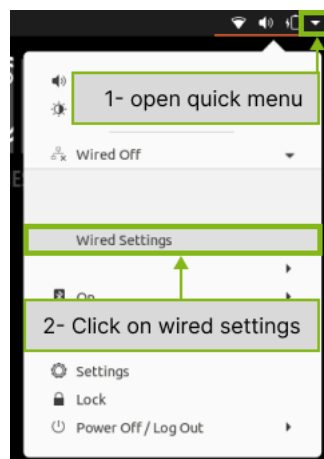 1- open quick menu
Wired Off
Wired Settings
On
2- Click on wired settings
Settings
Lock
Power Off / Log Out